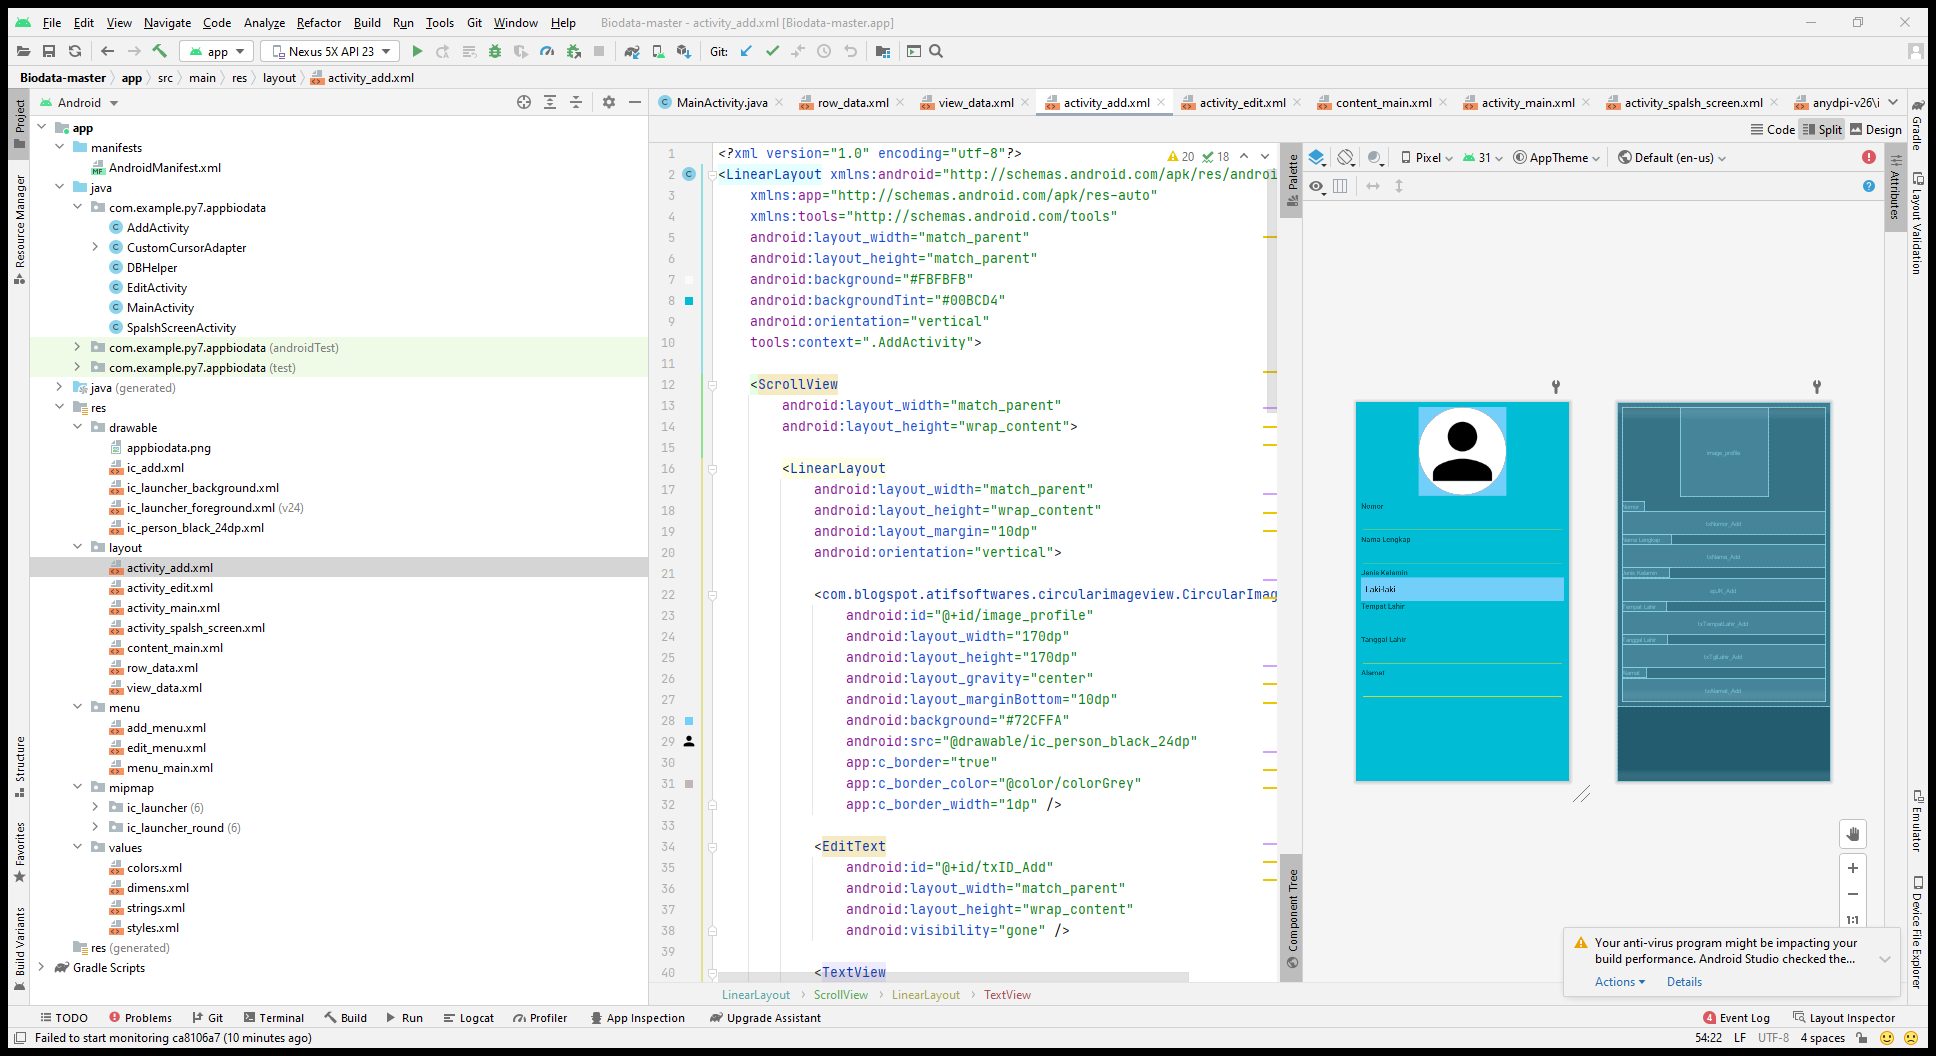 File Edit View Navigate Code Analyze Refactor Build Run Tools Git Window Help Biodata-master - activity_add.xml [Biodata-master.app]
app Nexus 5X API 23 Git:
Biodata-master app src main res layout activity_add.xml
Project
Resource Manager
Structure
Favorites
Build Variants
Android
app
manifests
AndroidManifest.xml
java
com.example.py7.appbiodata
AddActivity
CustomCursorAdapter
DBHelper
EditActivity
MainActivity
SpalshScreenActivity
com.example.py7.appbiodata (androidTest)
com.example.py7.appbiodata (test)
java (generated)
res
drawable
appbiodata.png
ic_add.xml
ic_launcher_background.xml
ic_launcher_foreground.xml (v24)
ic_person_black_24dp.xml
layout
activity_add.xml
activity_edit.xml
activity_main.xml
activity_spalsh_screen.xml
content_main.xml
row_data.xml
view_data.xml
menu
add_menu.xml
edit_menu.xml
menu_main.xml
mipmap
ic_launcher (6)
ic_launcher_round (6)
values
colors.xml
dimens.xml
strings.xml
styles.xml
res (generated)
Gradle Scripts
MainActivity.java row_data.xml view_data.xml activity_add.xml activity_edit.xml content_main.xml activity_main.xml activity_spalsh_screen.xml anydpi-v26\i
Code Split Design
20 18
1 <?xml version="1.0" encoding="utf-8"?>
2 <LinearLayout xmlns:android="http://schemas.android.com/apk/res/androi
3 xmlns:app="http://schemas.android.com/apk/res-auto"
4 xmlns:tools="http://schemas.android.com/tools"
5 android:layout_width="match_parent"
6 android:layout_height="match_parent"
7 android:background="#FBFBFB"
8 android:backgroundTint="#00BCD4"
9 android:orientation="vertical"
10 tools:context=".AddActivity">
11
12 <ScrollView
13 android:layout_width="match_parent"
14 android:layout_height="wrap_content">
15
16 <LinearLayout
17 android:layout_width="match_parent"
18 android:layout_height="wrap_content"
19 android:layout_margin="10dp"
20 android:orientation="vertical">
21
22 <com.blogspot.atifsoftwares.circularimageview.CircularImag
23 android:id="@+id/image_profile"
24 android:layout_width="170dp"
25 android:layout_height="170dp"
26 android:layout_gravity="center"
27 android:layout_marginBottom="10dp"
28 android:background="#72CFFA"
29 android:src="@drawable/ic_person_black_24dp"
30 app:c_border="true"
31 app:c_border_color="@color/colorGrey"
32 app:c_border_width="1dp" />
33
34 <EditText
35 android:id="@+id/txID_Add"
36 android:layout_width="match_parent"
37 android:layout_height="wrap_content"
38 android:visibility="gone" />
39
40 <TextView
LinearLayout ScrollView LinearLayout TextView
Palette
Component Tree
Pixel 31 AppTheme Default (en-us)
Nomor
Nama Lengkap
Jenis Kelamin
Laki-laki
Tempat Lahir
Tanggal Lahir
Alamat
image_profile
Nomor
txNomor_Add
Nama Lengkap
txNama_Add
Jenis Kelamin
spJK_Add
Tempat Lahir
txTempatLahir_Add
Tanggal Lahir
txTglLahir_Add
Alamat
txAlamat_Add
1:1
Attributes
Gradle
Layout Validation
Emulator
Device File Explorer
Your anti-virus program might be impacting your
build performance. Android Studio checked the...
Actions Details
TODO Problems Git Terminal Build Run Logcat Profiler App Inspection Upgrade Assistant 4 Event Log Layout Inspector
Failed to start monitoring ca8106a7 (10 minutes ago) 54:22 LF UTF-8 4 spaces